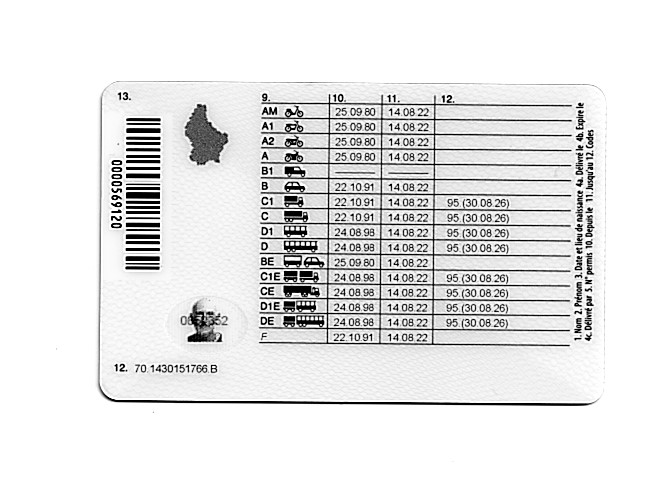 13.
0000569120
9. 10. 11. 12.
AM 25.09.80 14.08.22
A1 25.09.80 14.08.22
A2 25.09.80 14.08.22
A 25.09.80 14.08.22
B1
B 22.10.91 14.08.22
C1 22.10.91 14.08.22 95 (30.08.26)
C 22.10.91 14.08.22 95 (30.08.26)
D1 24.08.98 14.08.22 95 (30.08.26)
D 24.08.98 14.08.22 95 (30.08.26)
BE 25.09.80 14.08.22
C1E 24.08.98 14.08.22 95 (30.08.26)
CE 24.08.98 14.08.22 95 (30.08.26)
D1E 24.08.98 14.08.22 95 (30.08.26)
DE 24.08.98 14.08.22 95 (30.08.26)
F 22.10.91 14.08.22
12. 70.1430151766.B
1. Nom 2. Prénom 3. Date et lieu de naissance 4a. Délivré le 4b. Expire le
4c. Délivré par 5. N° permis 10. Depuis le 11. Jusqu'au 12. Codes